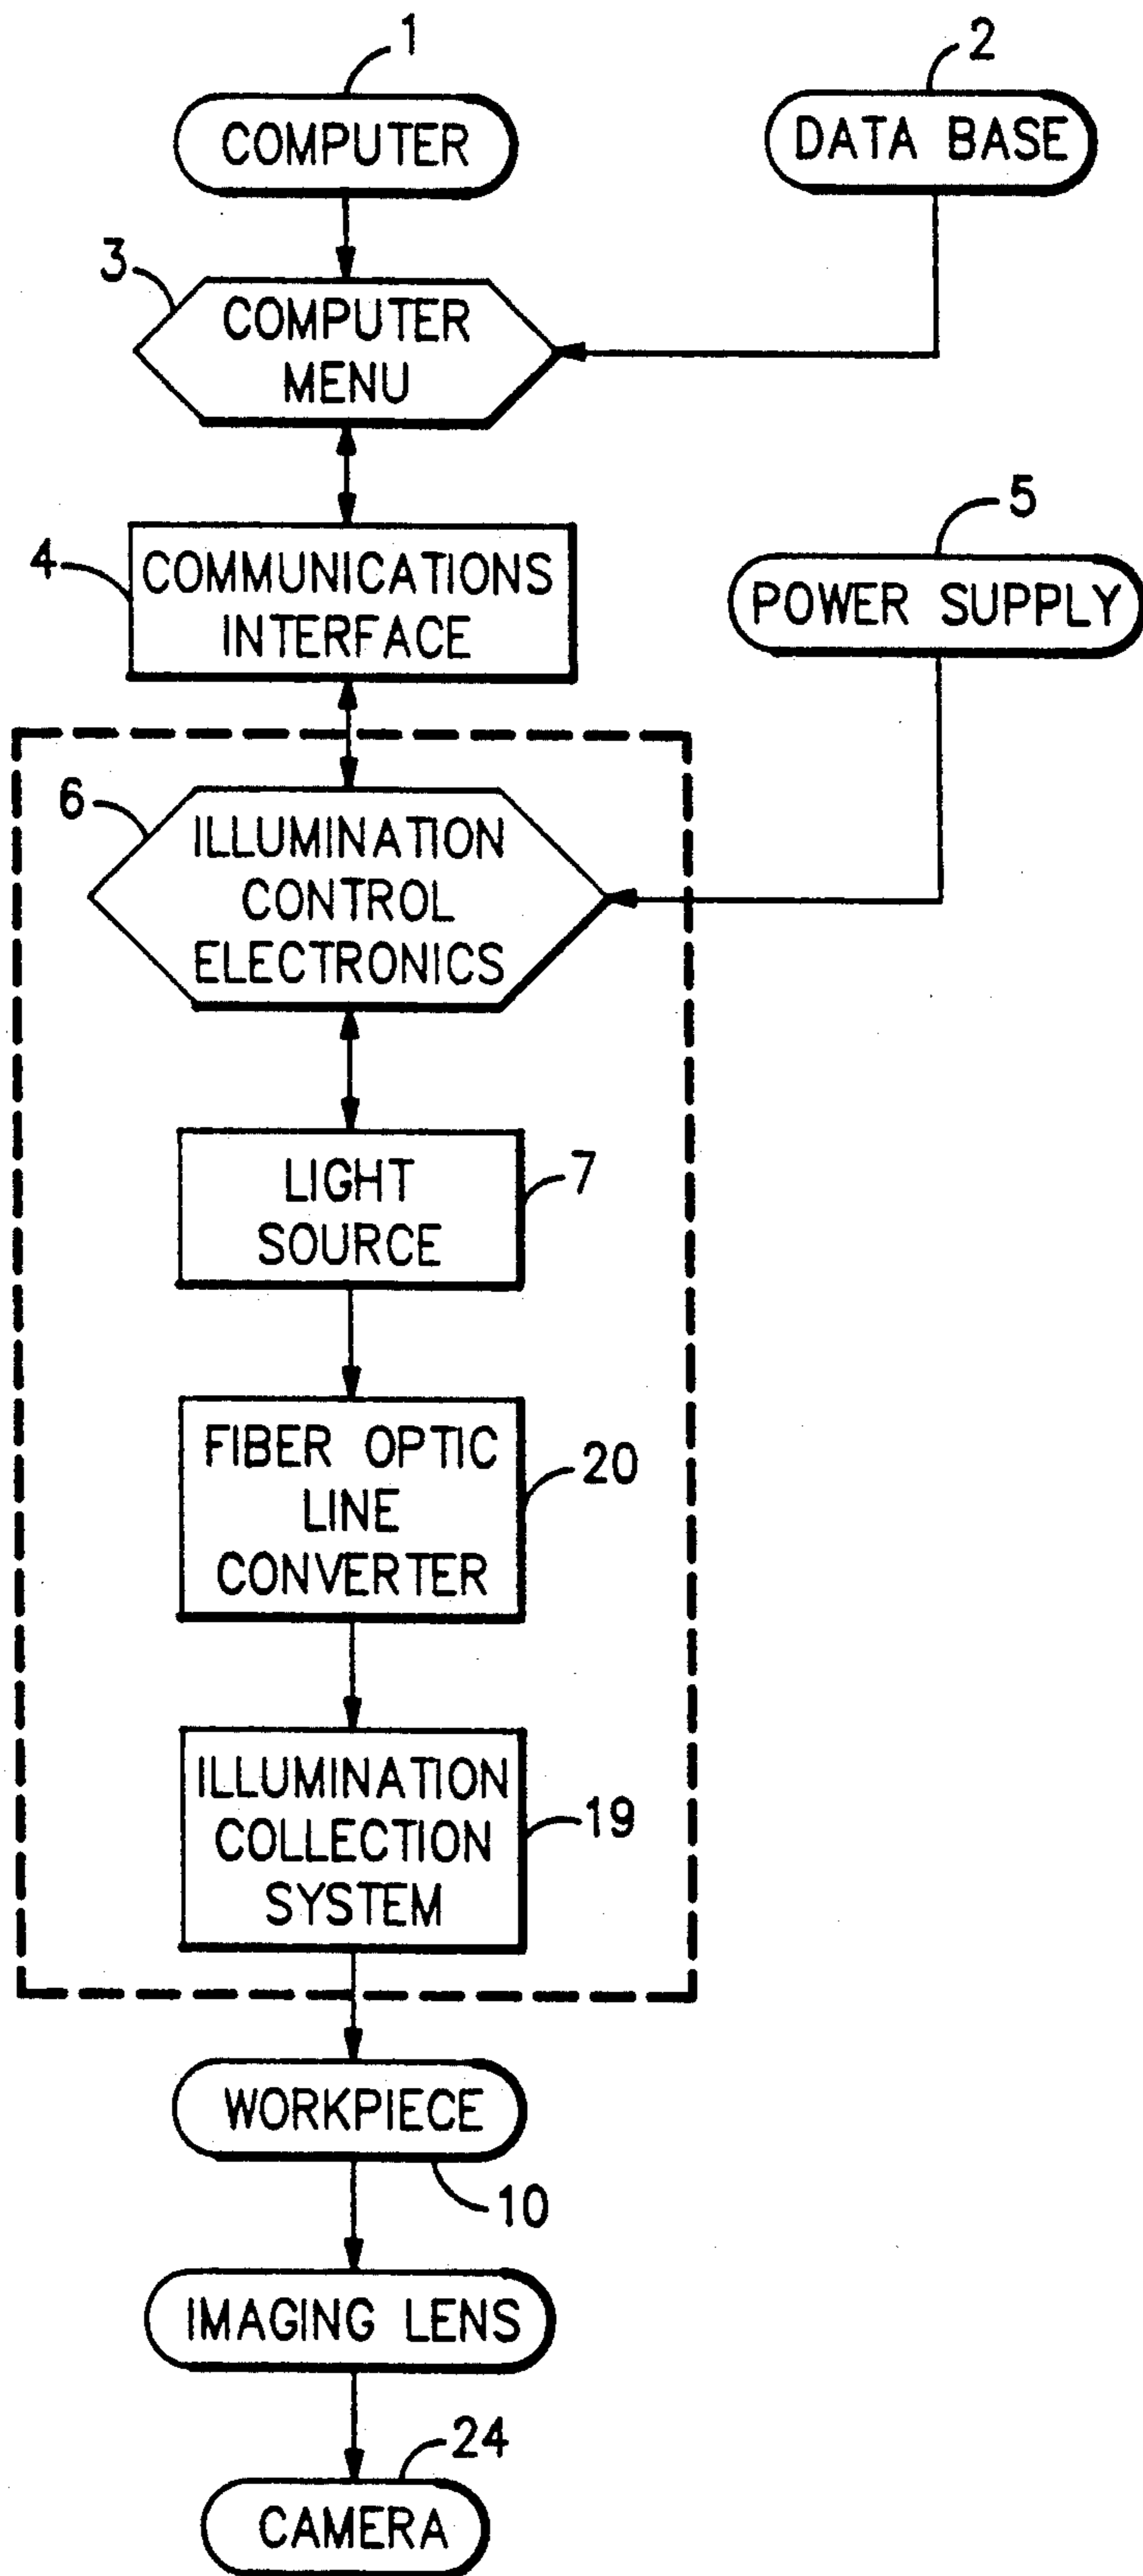 1
COMPUTER
2
DATA BASE
3
COMPUTER
MENU
4
COMMUNICATIONS
INTERFACE
5
POWER SUPPLY
6
ILLUMINATION
CONTROL
ELECTRONICS
LIGHT
SOURCE
7
FIBER OPTIC
LINE
CONVERTER
20
ILLUMINATION
COLLECTION
SYSTEM
19
WORKPIECE
10
IMAGING LENS
24
CAMERA